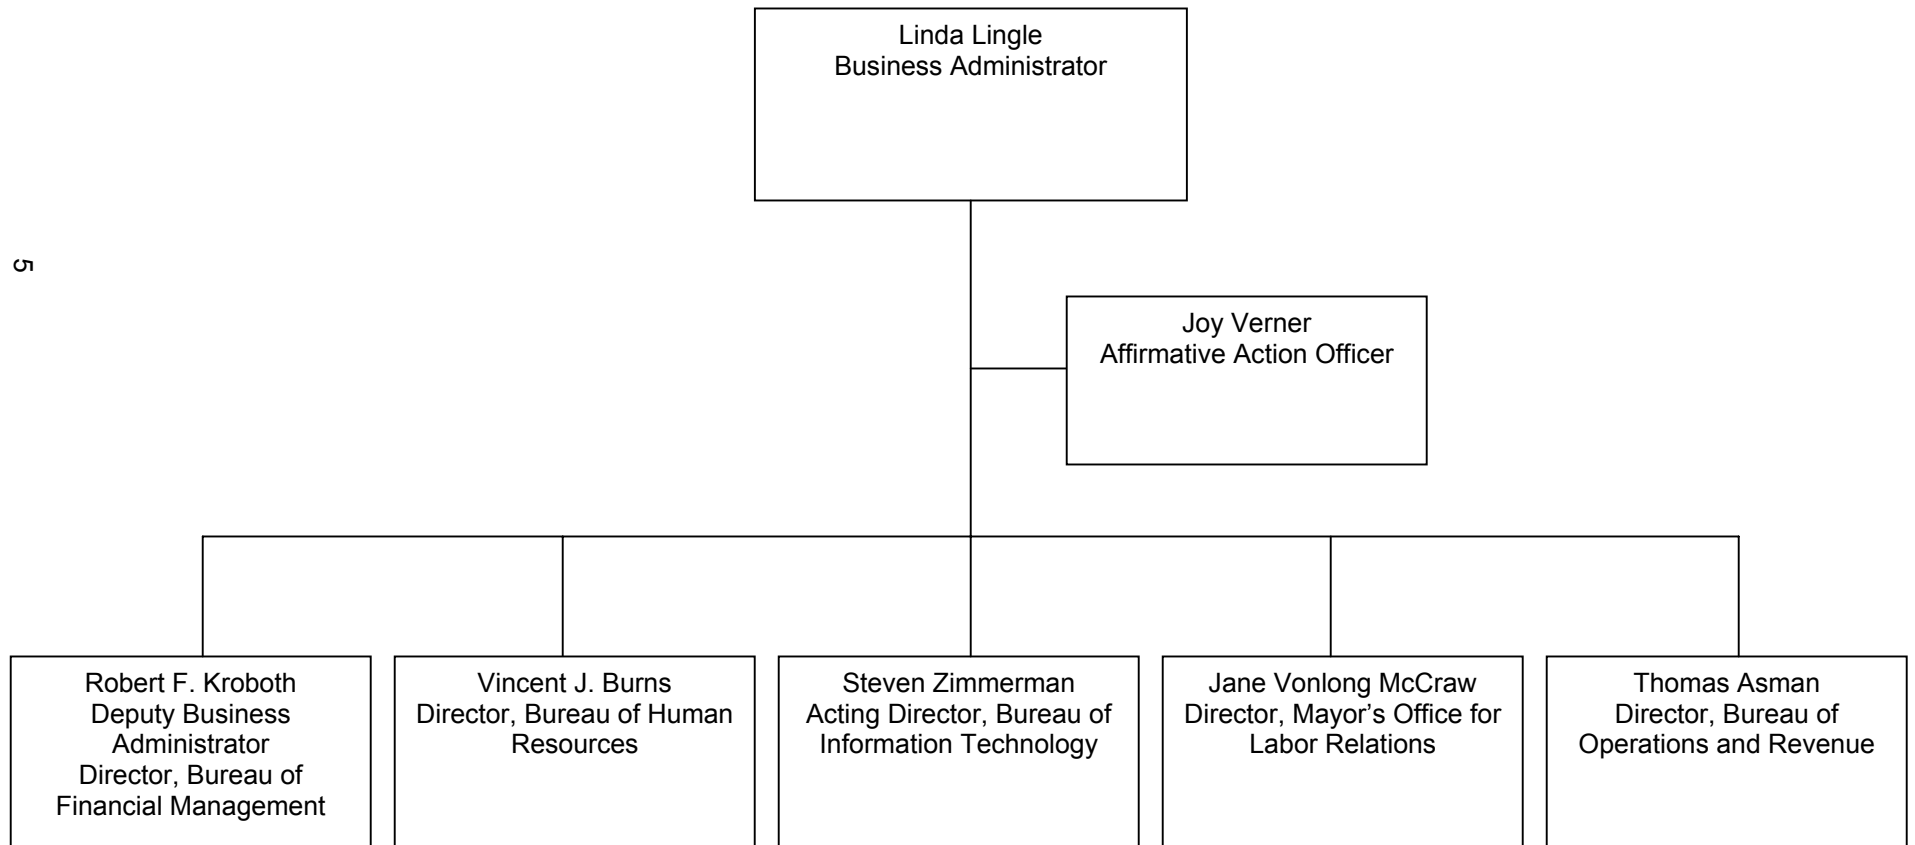 Linda Lingle
Business Administrator
5
Joy Verner
Affirmative Action Officer
Robert F. Kroboth
Deputy Business
Administrator
Director, Bureau of
Financial Management
Vincent J. Burns
Director, Bureau of Human
Resources
Steven Zimmerman
Acting Director, Bureau of
Information Technology
Jane Vonlong McCraw
Director, Mayor’s Office for
Labor Relations
Thomas Asman
Director, Bureau of
Operations and Revenue